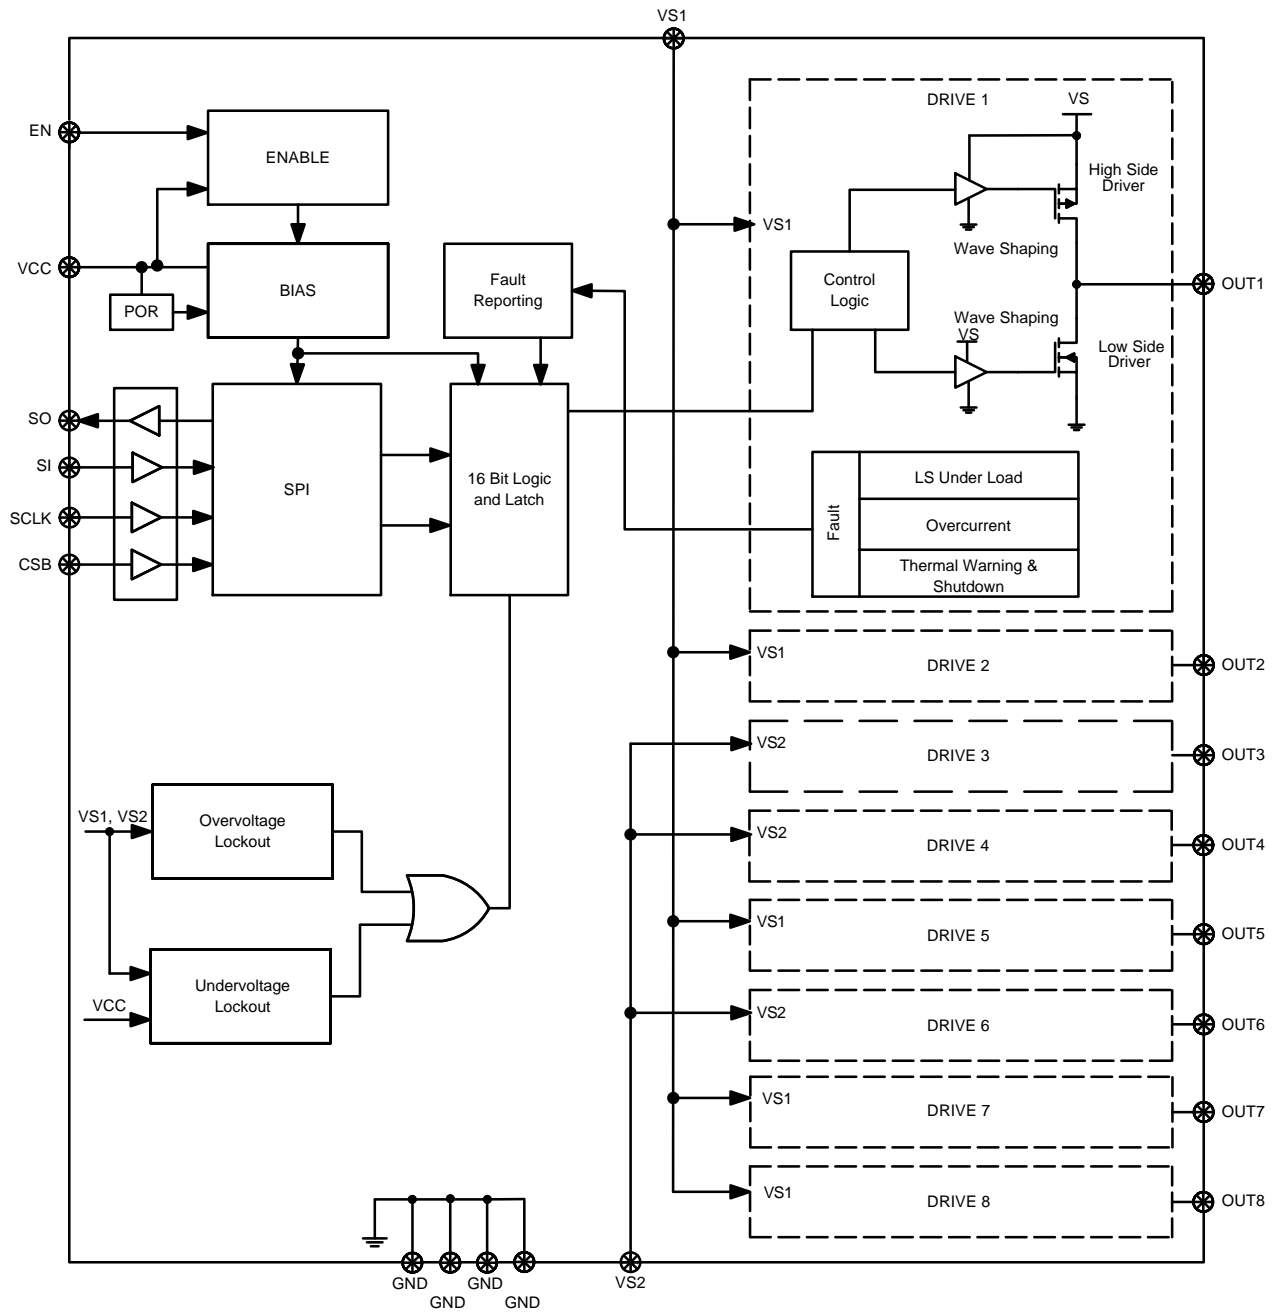 VS1
EN
ENABLE
VCC
BIAS
POR
Fault
Reporting
SO
SI
SCLK
CSB
SPI
16 Bit Logic
and Latch
DRIVE 1
VS
High Side
Driver
VS1
Wave Shaping
Control
Logic
OUT1
Wave Shaping
VS
Low Side
Driver
Fault
LS Under Load
Overcurrent
Thermal Warning &
Shutdown
VS1
DRIVE 2
OUT2
VS2
DRIVE 3
OUT3
VS1, VS2
Overvoltage
Lockout
VS2
DRIVE 4
OUT4
VS1
DRIVE 5
OUT5
Undervoltage
Lockout
VCC
VS2
DRIVE 6
OUT6
VS1
DRIVE 7
OUT7
VS1
DRIVE 8
OUT8
GND
GND
GND
GND
VS2